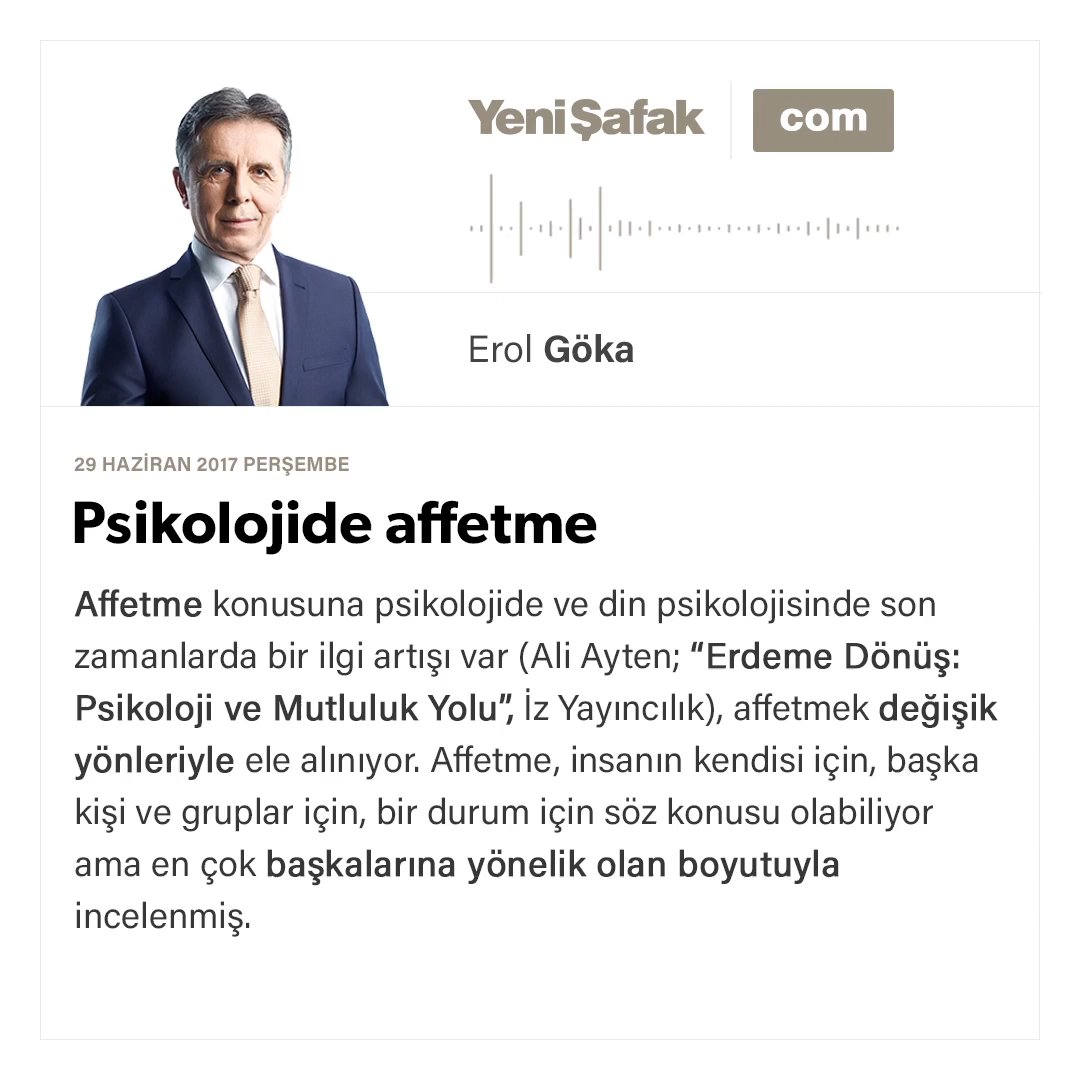 YeniŞafak com
Erol Göka
29 HAZİRAN 2017 PERŞEMBE
Psikolojide affetme
Affetme konusuna psikolojide ve din psikolojisinde son
zamanlarda bir ilgi artışı var (Ali Ayten; “Erdeme Dönüş:
Psikoloji ve Mutluluk Yolu”, İz Yayıncılık), affetmek değişik
yönleriyle ele alınıyor. Affetme, insanın kendisi için, başka
kişi ve gruplar için, bir durum için söz konusu olabiliyor
ama en çok başkalarına yönelik olan boyutuyla
incelenmiş.